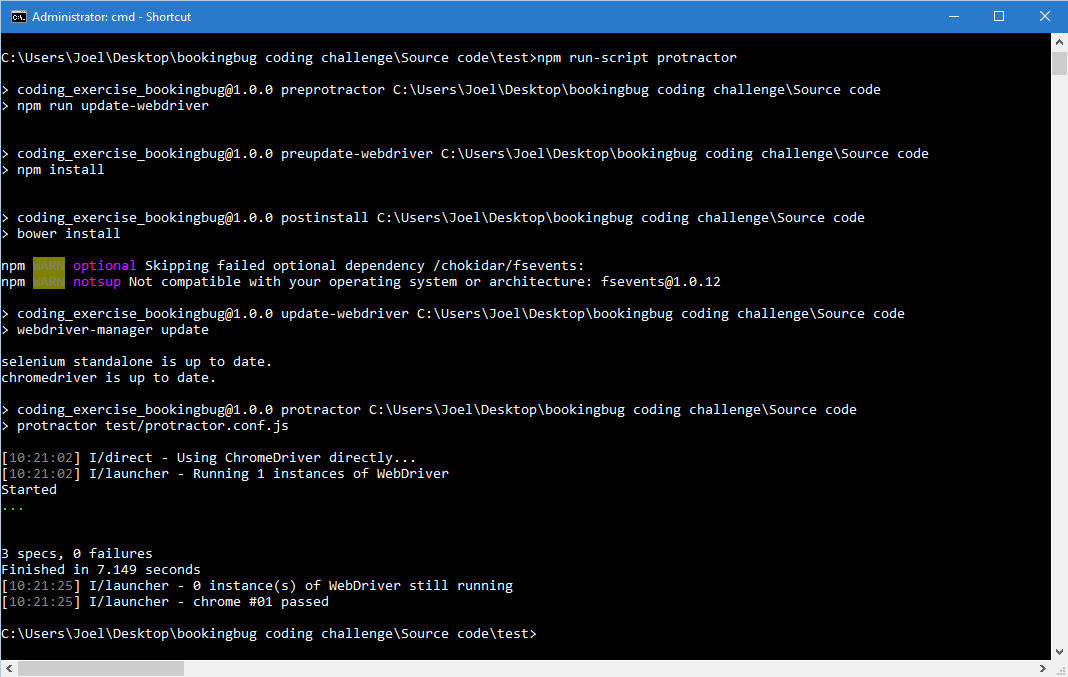 Administrator: cmd - Shortcut
C:\Users\Joel\Desktop\bookingbug coding challenge\Source code\test>npm run-script protractor
> coding_exercise_bookingbug@1.0.0 preprotractor C:\Users\Joel\Desktop\bookingbug coding challenge\Source code
> npm run update-webdriver
> coding_exercise_bookingbug@1.0.0 preupdate-webdriver C:\Users\Joel\Desktop\bookingbug coding challenge\Source code
> npm install
> coding_exercise_bookingbug@1.0.0 postinstall C:\Users\Joel\Desktop\bookingbug coding challenge\Source code
> bower install
npm WARN optional Skipping failed optional dependency /chokidar/fsevents:
npm WARN notsup Not compatible with your operating system or architecture: fsevents@1.0.12
> coding_exercise_bookingbug@1.0.0 update-webdriver C:\Users\Joel\Desktop\bookingbug coding challenge\Source code
> webdriver-manager update
selenium standalone is up to date.
chromedriver is up to date.
> coding_exercise_bookingbug@1.0.0 protractor C:\Users\Joel\Desktop\bookingbug coding challenge\Source code
> protractor test/protractor.conf.js
[10:21:02] I/direct - Using ChromeDriver directly...
[10:21:02] I/launcher - Running 1 instances of WebDriver
Started
...
3 specs, 0 failures
Finished in 7.149 seconds
[10:21:25] I/launcher - 0 instance(s) of WebDriver still running
[10:21:25] I/launcher - chrome #01 passed
C:\Users\Joel\Desktop\bookingbug coding challenge\Source code\test>